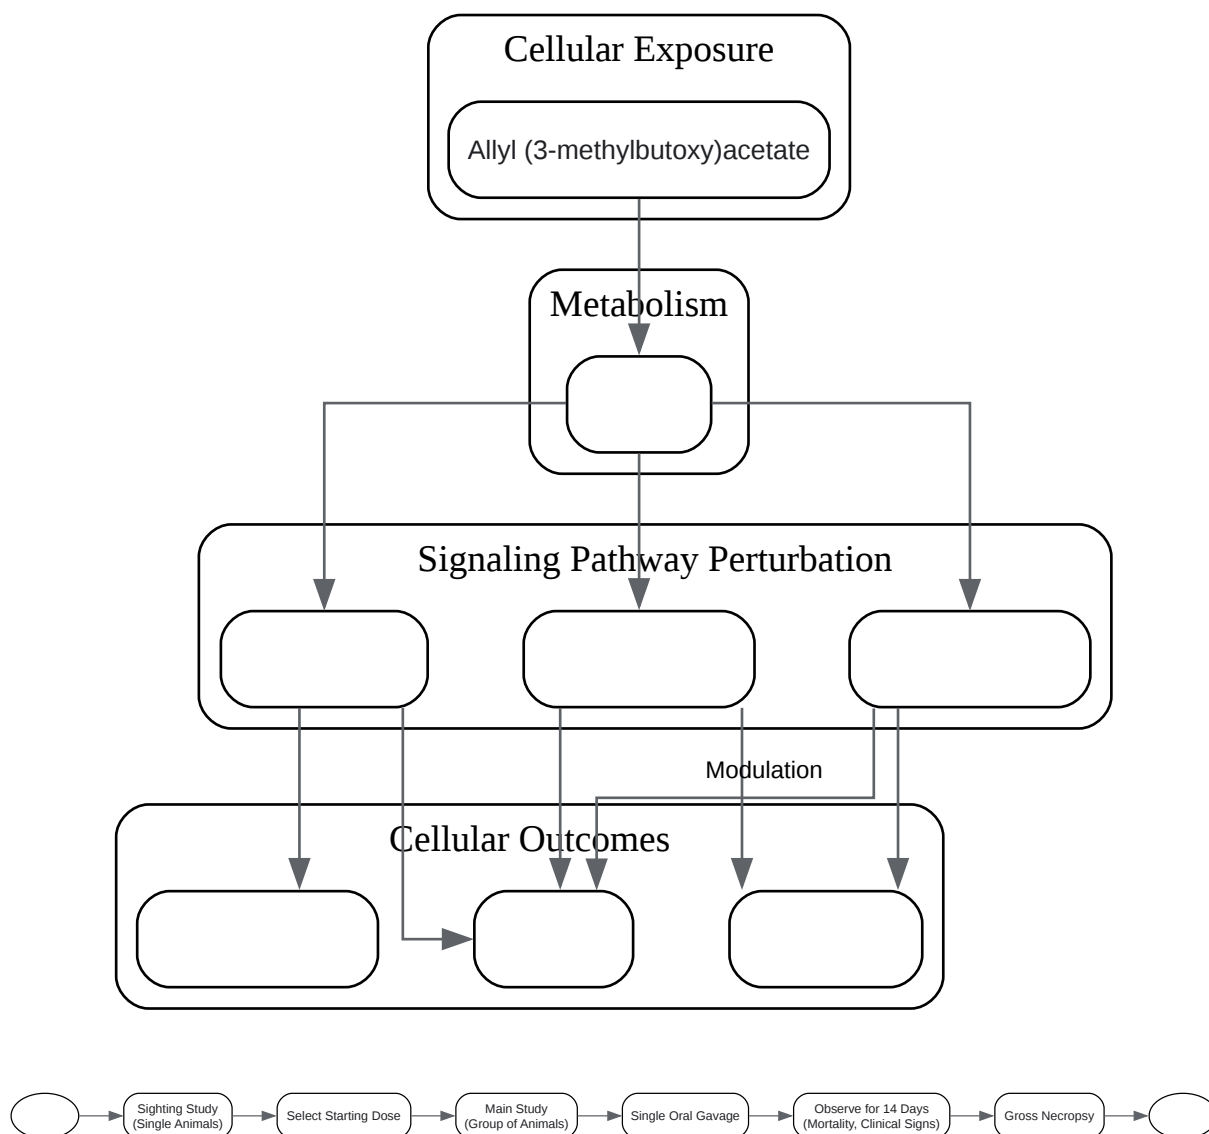 Cellular Exposure
Allyl (3-methylbutoxy)acetate
Metabolism
Signaling Pathway Perturbation
Modulation
Cellular Outcomes
Sighting Study
(Single Animals)
Select Starting Dose
Main Study
(Group of Animals)
Single Oral Gavage
Observe for 14 Days
(Mortality, Clinical Signs)
Gross Necropsy